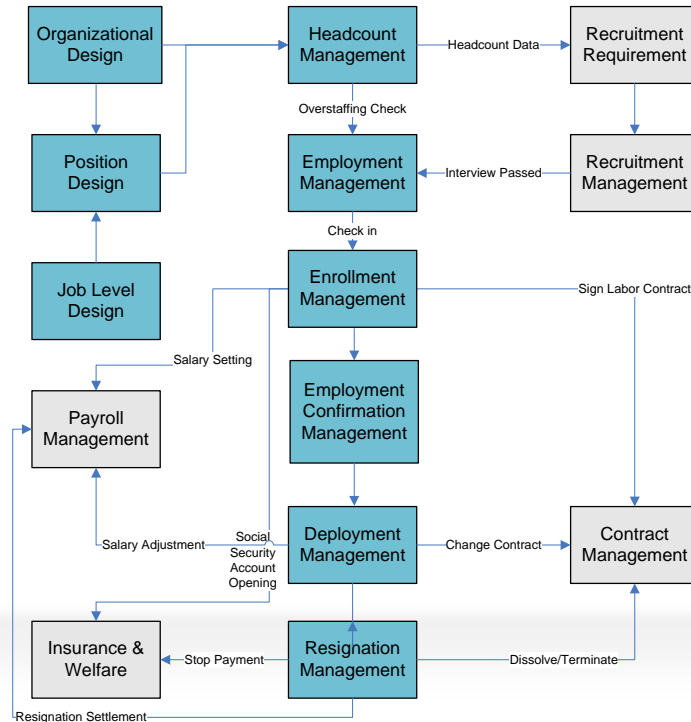 Organizational
Design
Headcount
Management
Headcount Data
Recruitment
Requirement
Overstaffing Check
Position
Design
Employment
Management
Interview Passed
Recruitment
Management
Check in
Job Level
Design
Enrollment
Management
Sign Labor Contract
Salary Setting
Payroll
Management
Employment
Confirmation
Management
Salary Adjustment
Social
Security
Account
Opening
Deployment
Management
Change Contract
Contract
Management
Insurance &
Welfare
Stop Payment
Resignation
Management
Dissolve/Terminate
Resignation Settlement